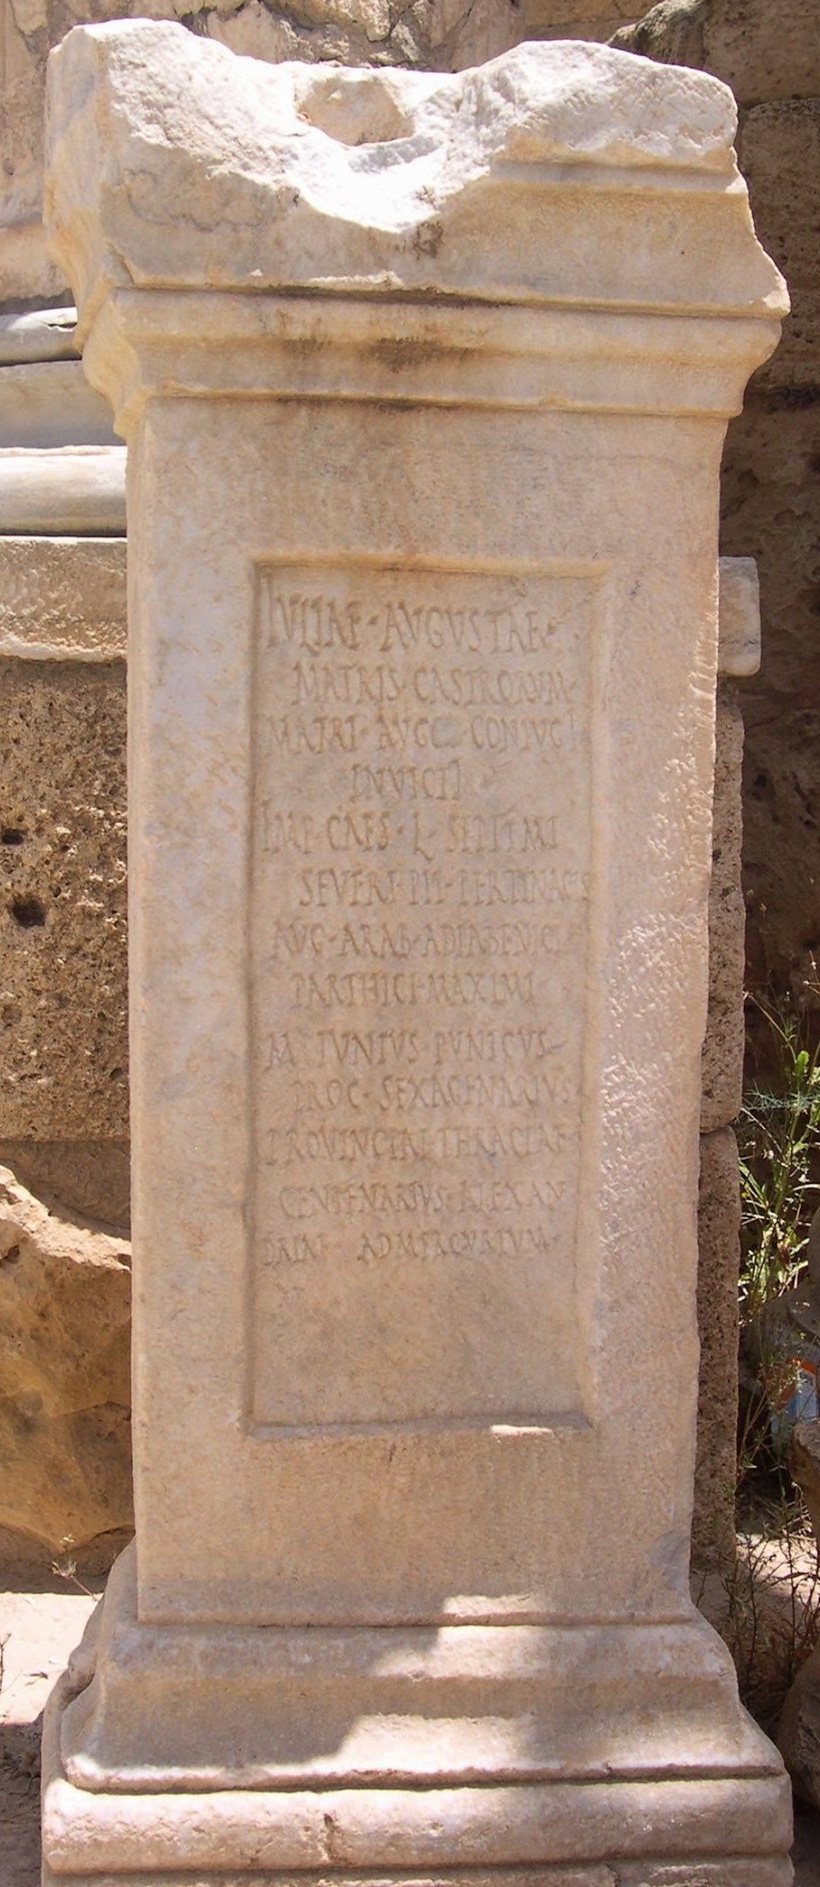 IVLIAE · AVGVSTAE ·
MATRIS · CASTRORVM ·
MATRI · AVGG CONIVGI
INVICTI
IMP · CAES · L · SEPTIMI
SEVERI · PII · PERTINACIS
AVG · ARAB · ADIABENICI
PARTHICI · MAXIMI
M · IVNIVS · PVNICVS ·
PROC · SEXAGENARIVS
PROVINCIAE THRACIAE ·
CENTENARIVS · ALEXAN
DRIAE AD MERCVRIVM ·